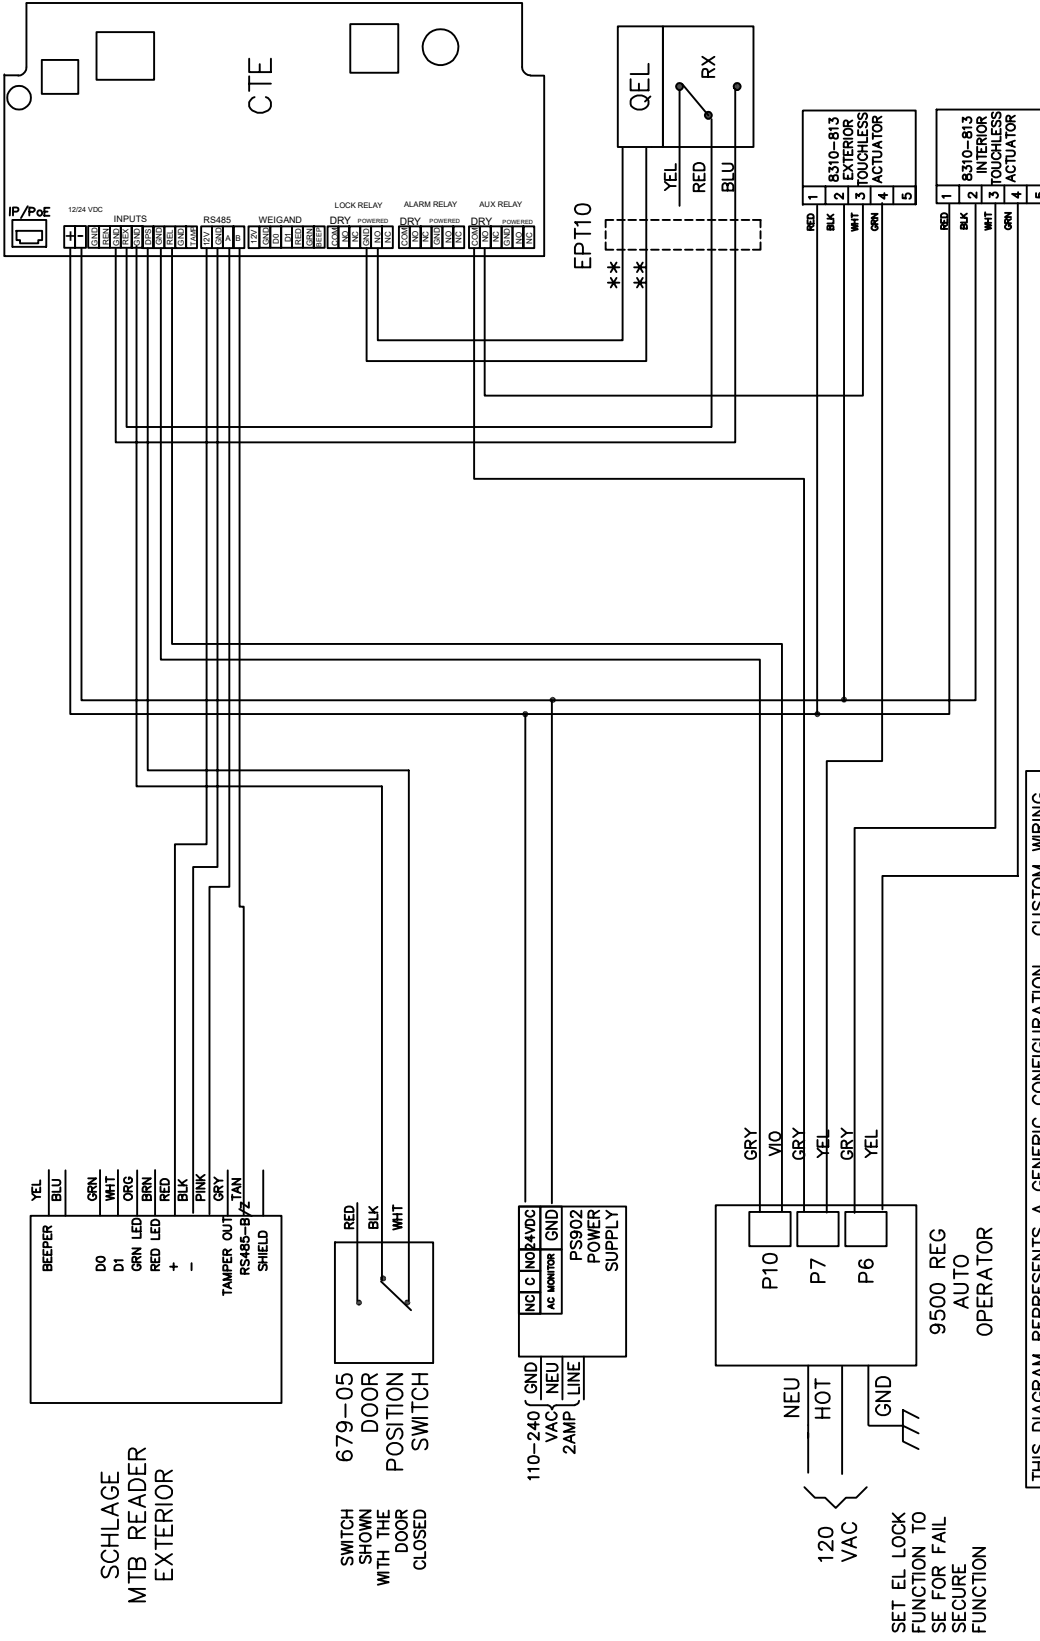 CTE
IP/PoE
12/24 VDC
INPUTS
RS485
WEIGAND
LOCK RELAY
DRY
POWERED
ALARM RELAY
DRY
POWERED
AUX RELAY
DRY
POWERED
+
-
GND
REN
GND
REX
GND
DPS
GND
REL
GND
TAMP
12V
GND
A
B
12V
GND
D0
D1
RED
GRN
BEEP
COM
NO
NC
GND
NO
NC
COM
NO
NC
GND
NO
NC
COM
NO
NC
GND
NO
NC
QEL
RX
YEL
RED
BLU
EPT10
**
**
8310-813
EXTERIOR
TOUCHLESS
ACTUATOR
1
2
3
4
5
RED
BLK
WHT
GRN
8310-813
INTERIOR
TOUCHLESS
ACTUATOR
1
2
3
4
5
RED
BLK
WHT
GRN
SCHLAGE
MTB READER
EXTERIOR
YEL
BLU
GRN
WHT
ORG
BRN
RED
BLK
PINK
GRY
TAN
BEEPER
D0
D1
GRN LED
RED LED
+
-
TAMPER OUT
RS485-B/Z
SHIELD
679-05
DOOR
POSITION
SWITCH
SWITCH
SHOWN
WITH THE
DOOR
CLOSED
RED
BLK
WHT
NC
C
NO
24VDC
AC MONITOR
GND
PS902
POWER
SUPPLY
110-240
VAC
2AMP
GND
NEU
LINE
GRY
VIO
GRY
YEL
GRY
YEL
P10
P7
P6
9500 REG
AUTO
OPERATOR
NEU
HOT
GND
120
VAC
SET EL LOCK
FUNCTION TO
SE FOR FAIL
SECURE
FUNCTION
THIS DIAGRAM REPRESENTS A GENERIC CONFIGURATION CUSTOM WIRING